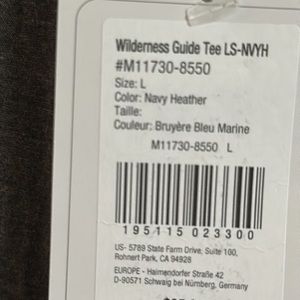 Wilderness Guide Tee LS-NVYH
#M11730-8550
Size: L
Color: Navy Heather
Taille:
Couleur: Bruyère Bleu Marine
M11730-8550 L
195115 023300
US- 5789 State Farm Drive, Suite 100,
Rohnert Park, CA 94928
EUROPE - Haimendorfer Straße 42
D-90571 Schwaig bei Nürnberg, Germany